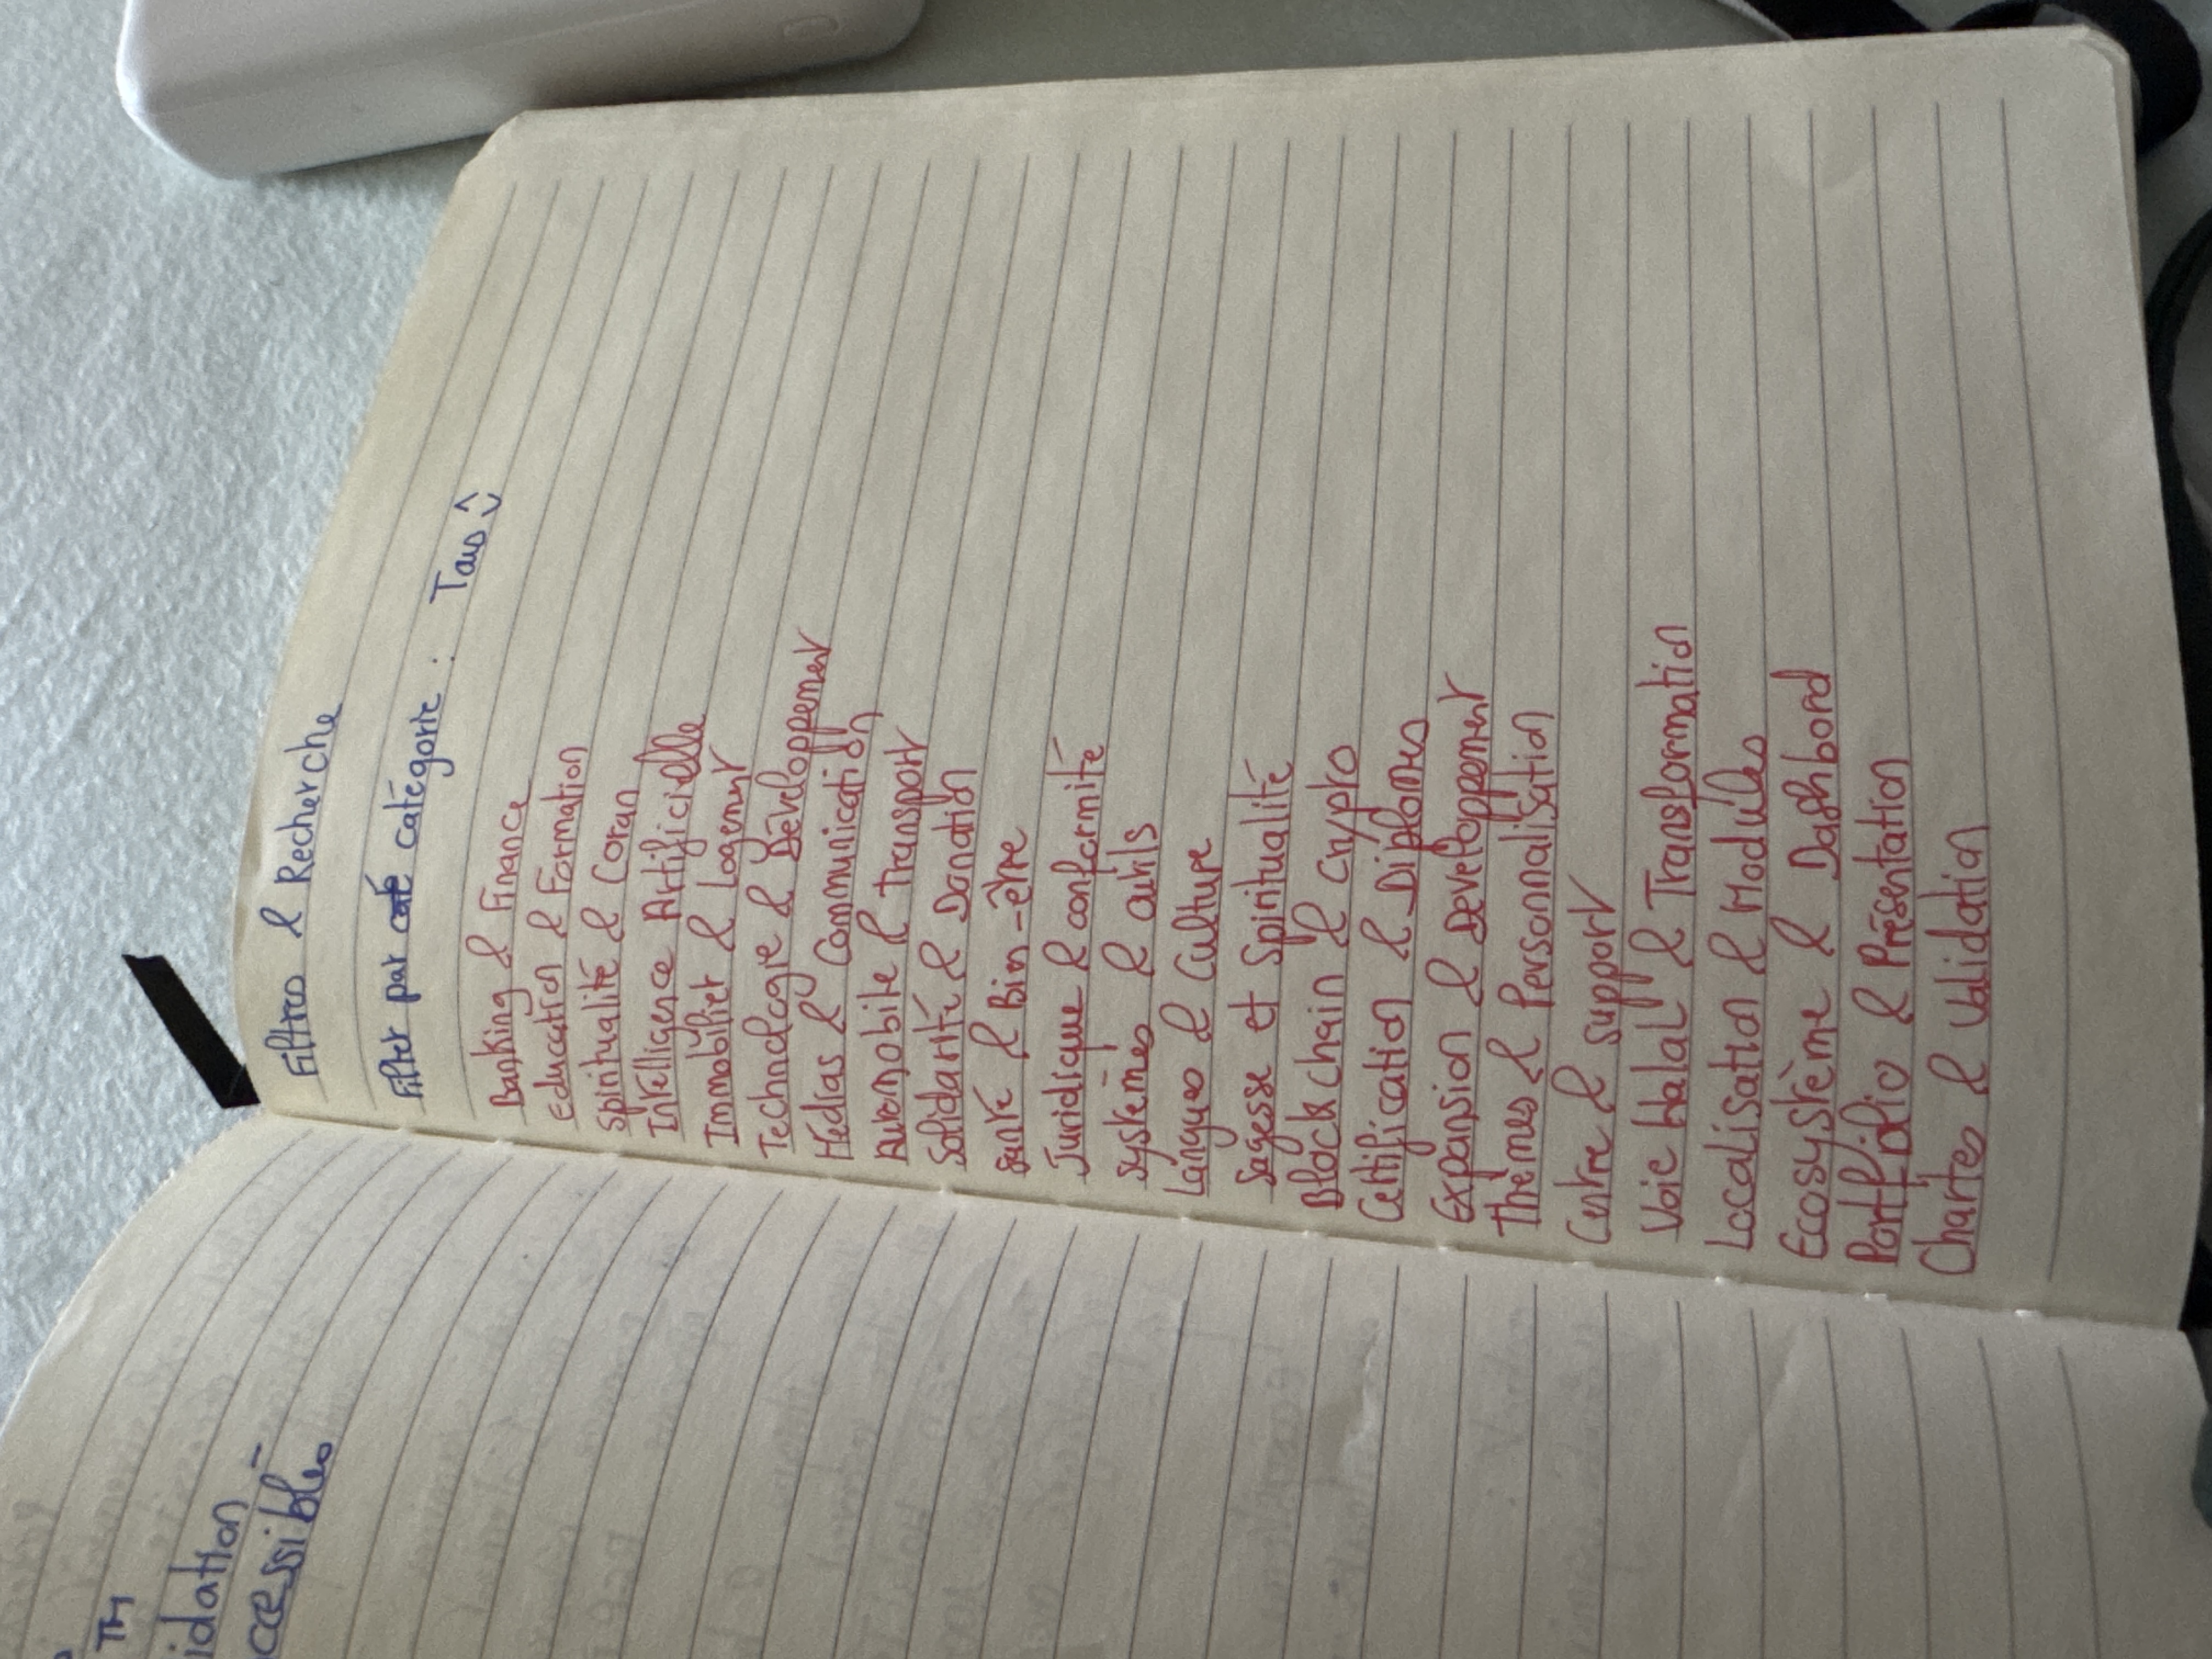 TH
idation -
ccessibles
Filtres & Recherche
Filter par catégorie : Tous
Banking & Finance
Education & Formation
Spiritualité & Coran
Intelligence Artificielle
Immobilier & Logement
Technologie & Développement
Médias & Communication
Automobile & Transport
Solidarité & Donation
Santé & Bien-être
Juridique & conformité
systèmes & outils
Langues & Culture
Sagesse et Spiritualité
Blockchain & Crypto
Certification & Diplomes
Expansion & Developpement
Thèmes & Personnalisation
Centre & support
Voie Halal & Transformation
Localisation & Modules
Ecosystème & Dashbord
Portfolio & Présentation
Chartes & Validation